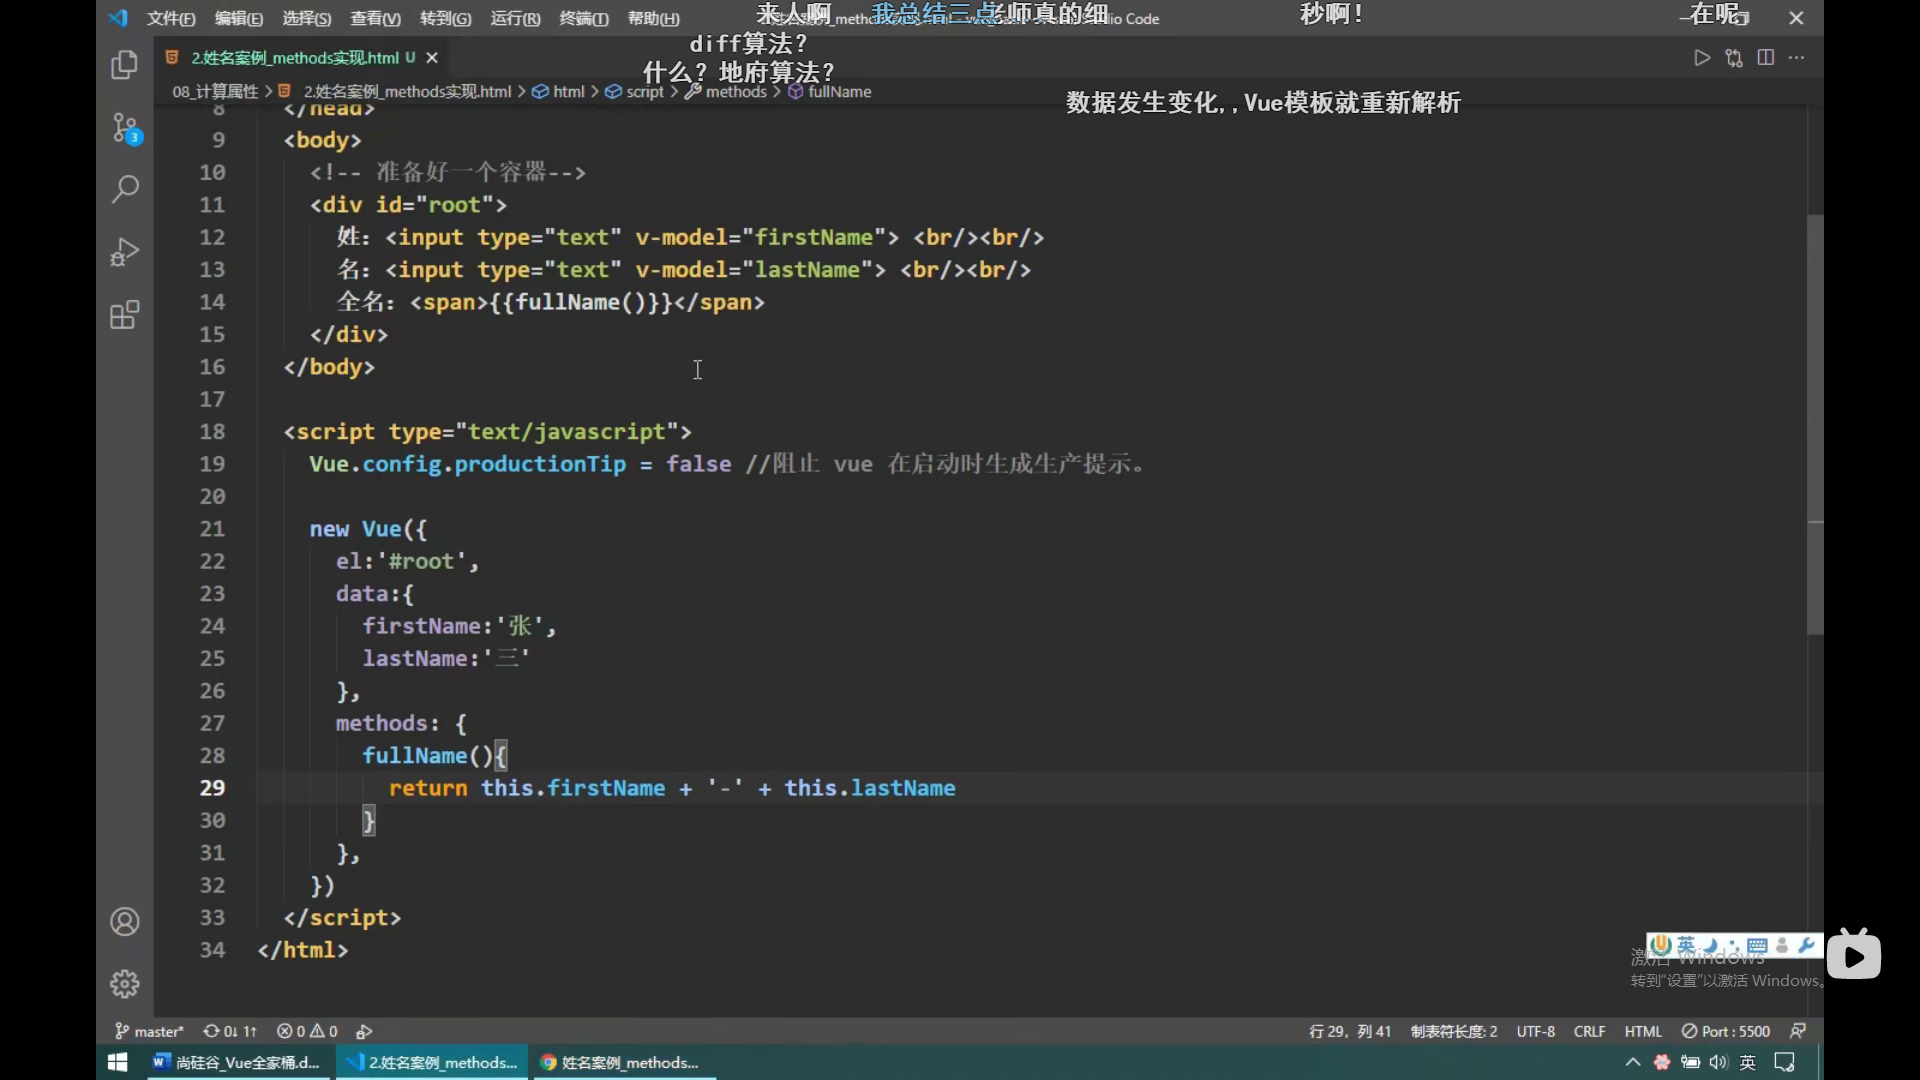 文件(F) 编辑(E) 选择(S) 查看(V) 转到(G) 运行(R) 终端(T) 帮助(H)
来人啊 我总结三点 老师真的细 Code 秒啊！ 在呢
diff算法？
2.姓名案例_methods实现.html U
什么？地府算法？
08_计算属性 > 2.姓名案例_methods实现.html > html > script > methods > fullName
数据发生变化,,Vue模板就重新解析
8 </head>
9 <body>
10 <!-- 准备好一个容器-->
11 <div id="root">
12 姓：<input type="text" v-model="firstName"> <br/><br/>
13 名：<input type="text" v-model="lastName"> <br/><br/>
14 全名：<span>{{fullName()}}</span>
15 </div>
16 </body>
17
18 <script type="text/javascript">
19 Vue.config.productionTip = false //阻止 vue 在启动时生成生产提示。
20
21 new Vue({
22 el:'#root',
23 data:{
24 firstName:'张',
25 lastName:'三'
26 },
27 methods: {
28 fullName(){
29 return this.firstName + '-' + this.lastName
30 }
31 },
32 })
33 </script>
34 </html>
3
英
激活 Windows
转到"设置"以激活 Windows。
master* 0↓ 1↑ 0 0 行 29，列 41 制表符长度: 2 UTF-8 CRLF HTML Port : 5500
尚硅谷_Vue全家桶.d... 2.姓名案例_methods... 姓名案例_methods... 英